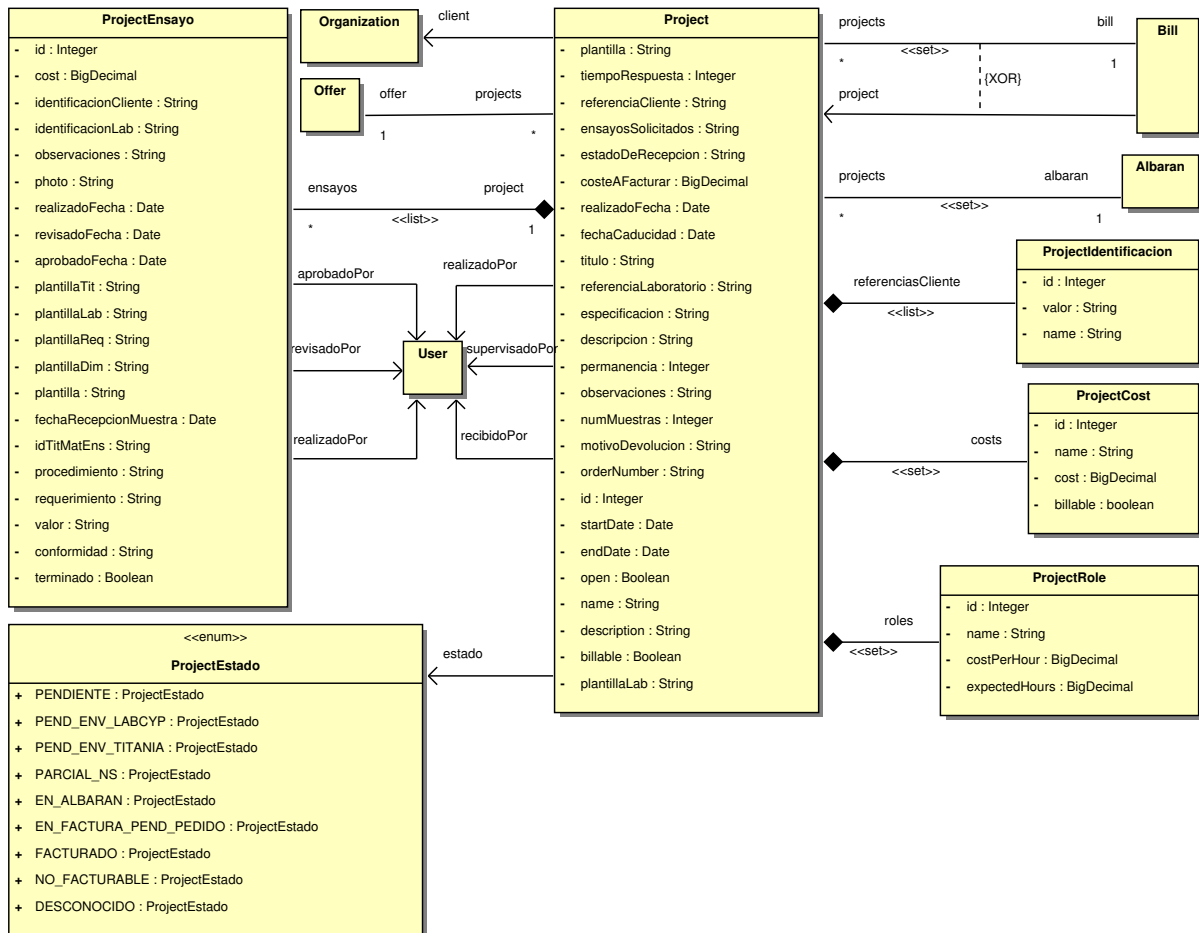 ProjectEnsayo
- id : Integer
- cost : BigDecimal
- identificacionCliente : String
- identificacionLab : String
- observaciones : String
- photo : String
- realizadoFecha : Date
- revisadoFecha : Date
- aprobadoFecha : Date
- plantillaTit : String
- plantillaLab : String
- plantillaReq : String
- plantillaDim : String
- plantilla : String
- fechaRecepcionMuestra : Date
- idTitMatEns : String
- procedimiento : String
- requerimiento : String
- valor : String
- conformidad : String
- terminado : Boolean
<<enum>>
ProjectEstado
+ PENDIENTE : ProjectEstado
+ PEND_ENV_LABCYP : ProjectEstado
+ PEND_ENV_TITANIA : ProjectEstado
+ PARCIAL_NS : ProjectEstado
+ EN_ALBARAN : ProjectEstado
+ EN_FACTURA_PEND_PEDIDO : ProjectEstado
+ FACTURADO : ProjectEstado
+ NO_FACTURABLE : ProjectEstado
+ DESCONOCIDO : ProjectEstado
Organization
client
Offer
offer
projects
1
*
ensayos
project
<<list>>
*
1
aprobadoPor
realizadoPor
revisadoPor
User
supervisadoPor
realizadoPor
recibidoPor
estado
Project
- plantilla : String
- tiempoRespuesta : Integer
- referenciaCliente : String
- ensayosSolicitados : String
- estadoDeRecepcion : String
- costeAFacturar : BigDecimal
- realizadoFecha : Date
- fechaCaducidad : Date
- titulo : String
- referenciaLaboratorio : String
- especificacion : String
- descripcion : String
- permanencia : Integer
- observaciones : String
- numMuestras : Integer
- motivoDevolucion : String
- orderNumber : String
- id : Integer
- startDate : Date
- endDate : Date
- open : Boolean
- name : String
- description : String
- billable : Boolean
- plantillaLab : String
projects
bill
<<set>>
*
1
{XOR}
project
Bill
projects
albaran
<<set>>
*
1
Albaran
referenciasCliente
<<list>>
ProjectIdentificacion
- id : Integer
- valor : String
- name : String
costs
<<set>>
ProjectCost
- id : Integer
- name : String
- cost : BigDecimal
- billable : boolean
roles
<<set>>
ProjectRole
- id : Integer
- name : String
- costPerHour : BigDecimal
- expectedHours : BigDecimal